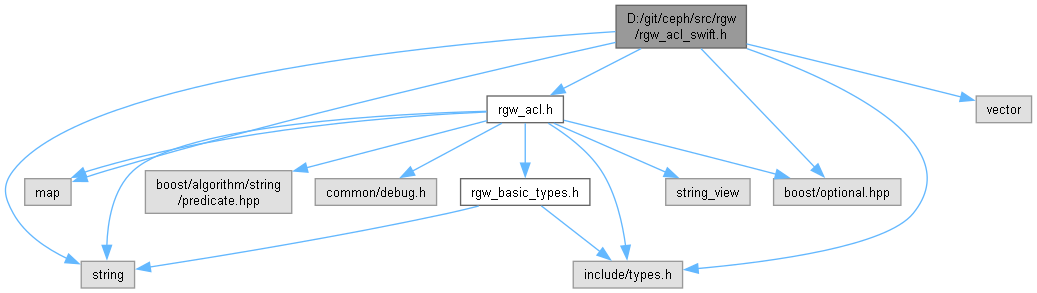 D:/git/ceph/src/rgw
/rgw_acl_swift.h
rgw_acl.h
vector
map
boost/algorithm/string
/predicate.hpp
common/debug.h
rgw_basic_types.h
string_view
boost/optional.hpp
string
include/types.h